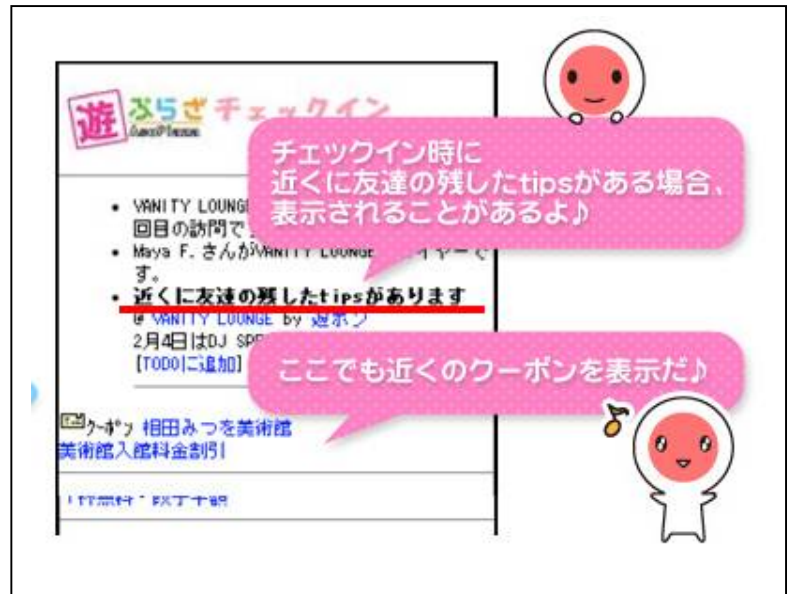 遊 ぷらざ チェックイン
AsoPlaza
チェックイン時に
近くに友達の残したtipsがある場合、
表示されることがあるよ♪
VANITY LOUNGE
回目の訪問で
Maya F. さんがVANITY LOUNGE
す。
近くに友達の残したtipsがあります
@ VANITY LOUNGE by 遊ポン
2月4日はDJ
[TODOに追加]
ここでも近くのクーポンを表示だ♪
クーポン 相田みつを美術館
美術館入館料金割引